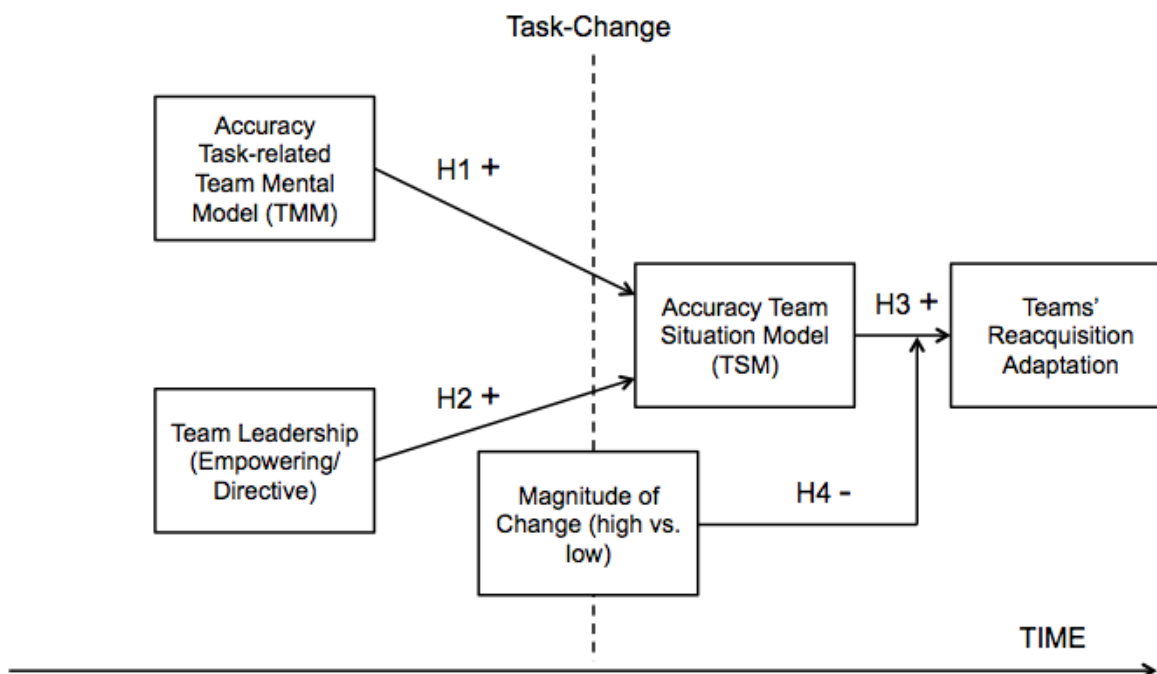 Task-Change
Accuracy
Task-related
Team Mental
Model (TMM)
H1 +
Accuracy Team
Situation Model
(TSM)
H3 +
Teams’
Reacquisition
Adaptation
H2 +
Team Leadership
(Empowering/
Directive)
Magnitude of
Change (high vs.
low)
H4 -
TIME